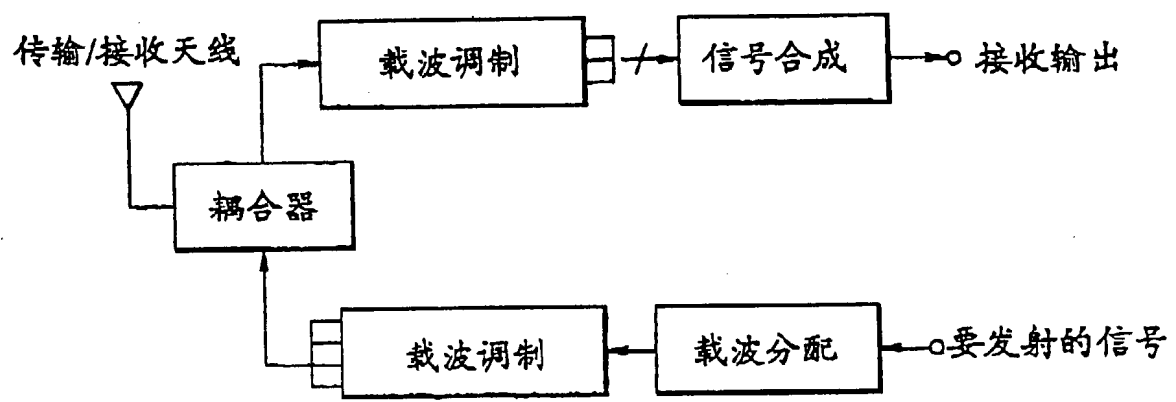 传输/接收天线
载波调制
信号合成
接收输出
耦合器
载波调制
载波分配
要发射的信号